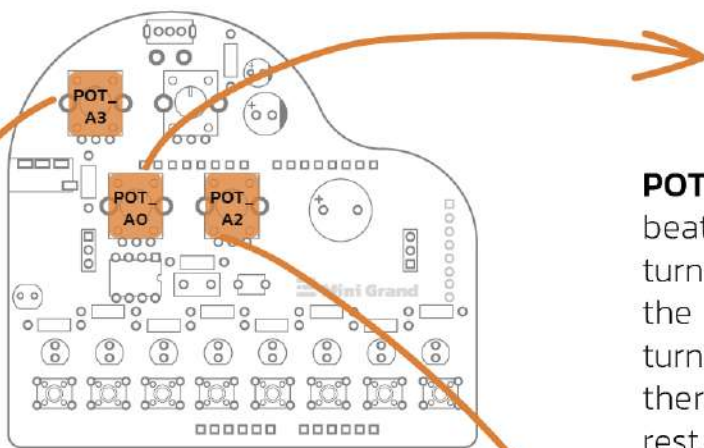 POT_
A3
POT_
A0
POT_
A2
Mini Grand
POT
beat
turn
the
turn
ther
rest